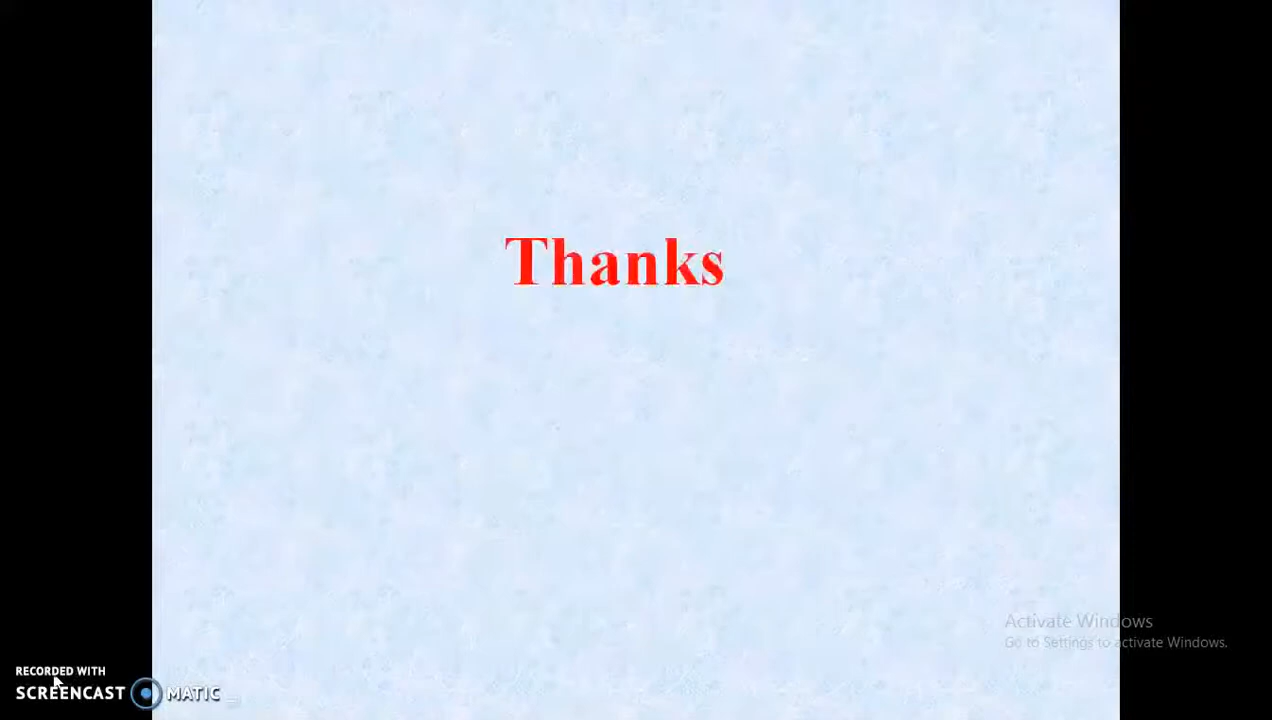 Thanks
Activate Windows
Go to Settings to activate Windows.
RECORDED WITH
SCREENCAST MATIC